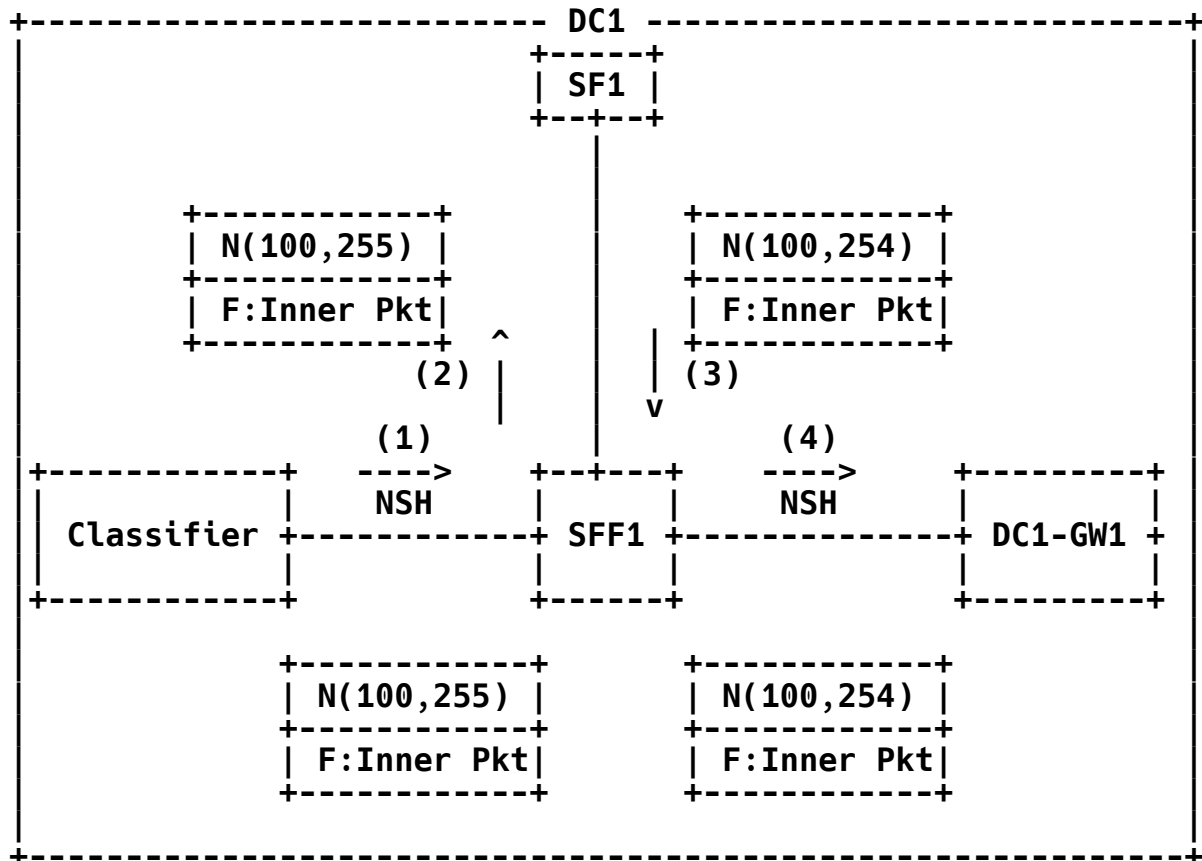 DC1
SF1
N(100,255) N(100,254)
F:Inner Pkt F:Inner Pkt
(2) (3)
(1) (4)
NSH NSH
Classifier SFF1 DC1-GW1
N(100,255) N(100,254)
F:Inner Pkt F:Inner Pkt